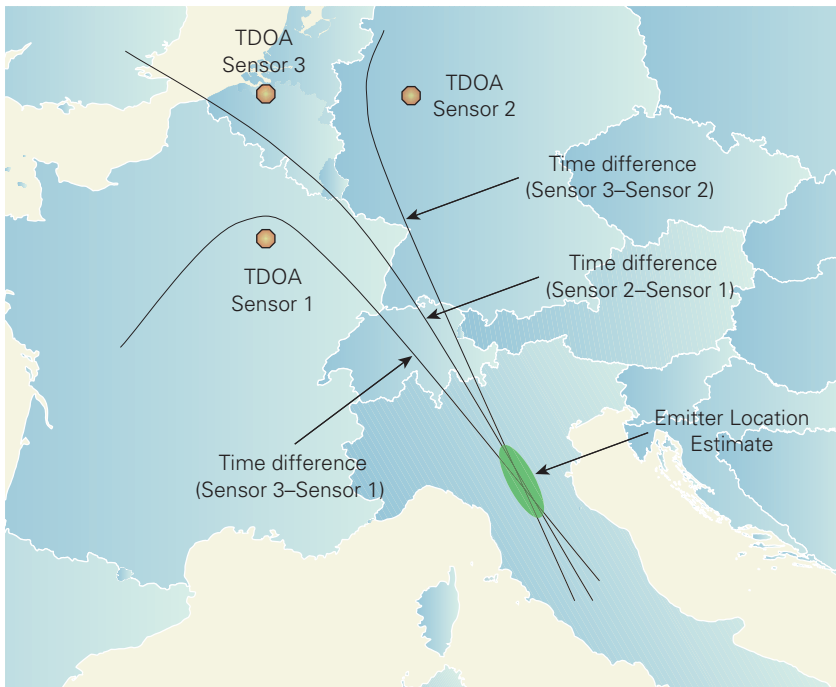 TDOA
Sensor 3
TDOA
Sensor 2
Time difference
(Sensor 3–Sensor 2)
TDOA
Sensor 1
Time difference
(Sensor 2–Sensor 1)
Emitter Location
Estimate
Time difference
(Sensor 3–Sensor 1)